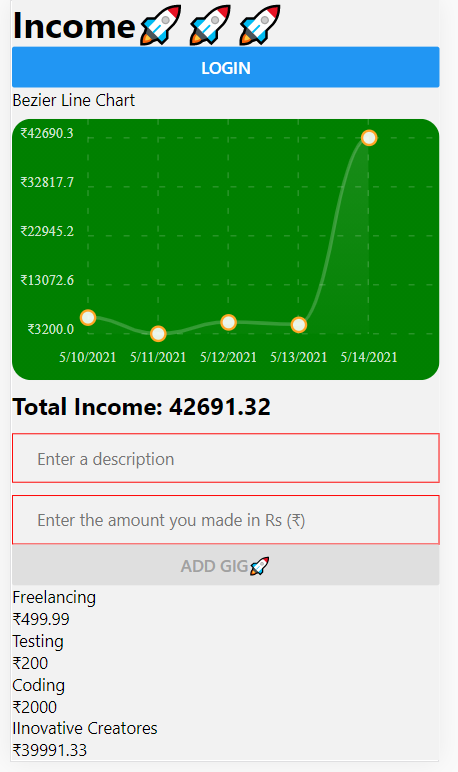 Income🚀 🚀 🚀
LOGIN
Bezier Line Chart
₹42690.3
₹32817.7
₹22945.2
₹13072.6
₹3200.0
5/10/2021 5/11/2021 5/12/2021 5/13/2021 5/14/2021
Total Income: 42691.32
Enter a description
Enter the amount you made in Rs (₹)
ADD GIG🚀
Freelancing
₹499.99
Testing
₹200
Coding
₹2000
IInovative Creatores
₹39991.33